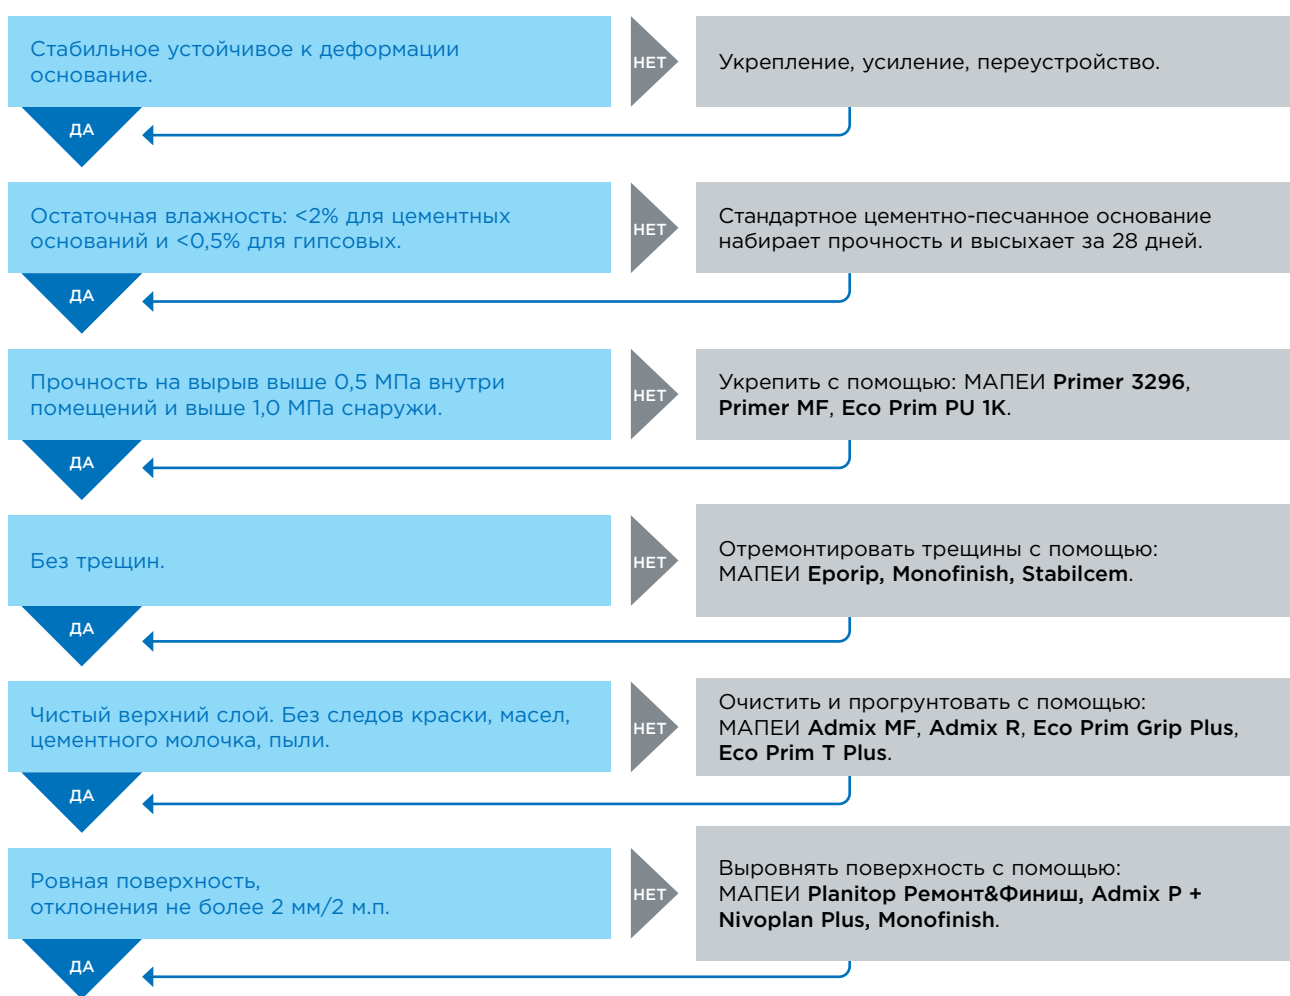 Стабильное устойчивое к деформации
основание.
НЕТ
Укрепление, усиление, переустройство.
ДА
Остаточная влажность: <2% для цементных
оснований и <0,5% для гипсовых.
НЕТ
Стандартное цементно-песчанное основание
набирает прочность и высыхает за 28 дней.
ДА
Прочность на вырыв выше 0,5 МПа внутри
помещений и выше 1,0 МПа снаружи.
НЕТ
Укрепить с помощью: МАПЕИ Primer 3296,
Primer MF, Eco Prim PU 1K.
ДА
Без трещин.
НЕТ
Отремонтировать трещины с помощью:
МАПЕИ Eporip, Monofinish, Stabilcem.
ДА
Чистый верхний слой. Без следов краски, масел,
цементного молочка, пыли.
НЕТ
Очистить и прогрунтовать с помощью:
МАПЕИ Admix MF, Admix R, Eco Prim Grip Plus,
Eco Prim T Plus.
ДА
Ровная поверхность,
отклонения не более 2 мм/2 м.п.
НЕТ
Выровнять поверхность с помощью:
МАПЕИ Planitop Ремонт&Финиш, Admix P +
Nivoplan Plus, Monofinish.
ДА